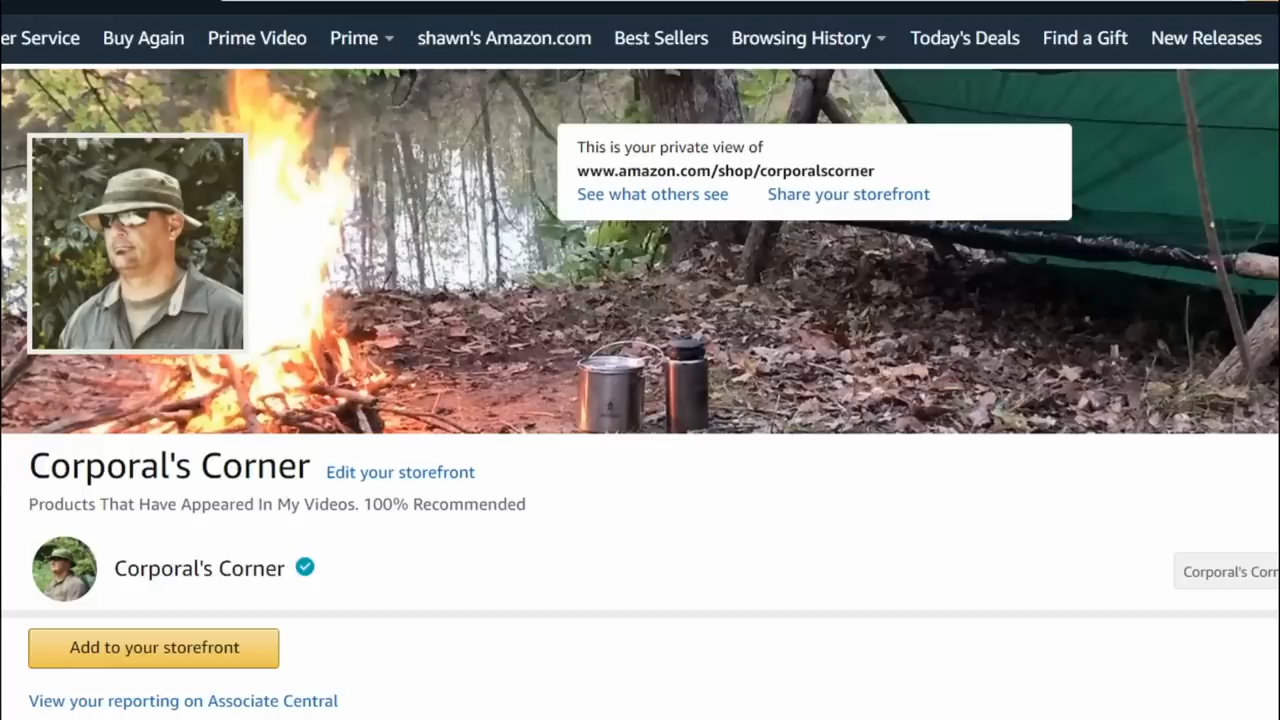 er Service Buy Again Prime Video Prime shawn's Amazon.com Best Sellers Browsing History Today's Deals Find a Gift New Releases
This is your private view of
www.amazon.com/shop/corporalscorner
See what others see Share your storefront
Corporal's Corner Edit your storefront
Products That Have Appeared In My Videos. 100% Recommended
Corporal's Corner
Corporal's Corn
Add to your storefront
View your reporting on Associate Central